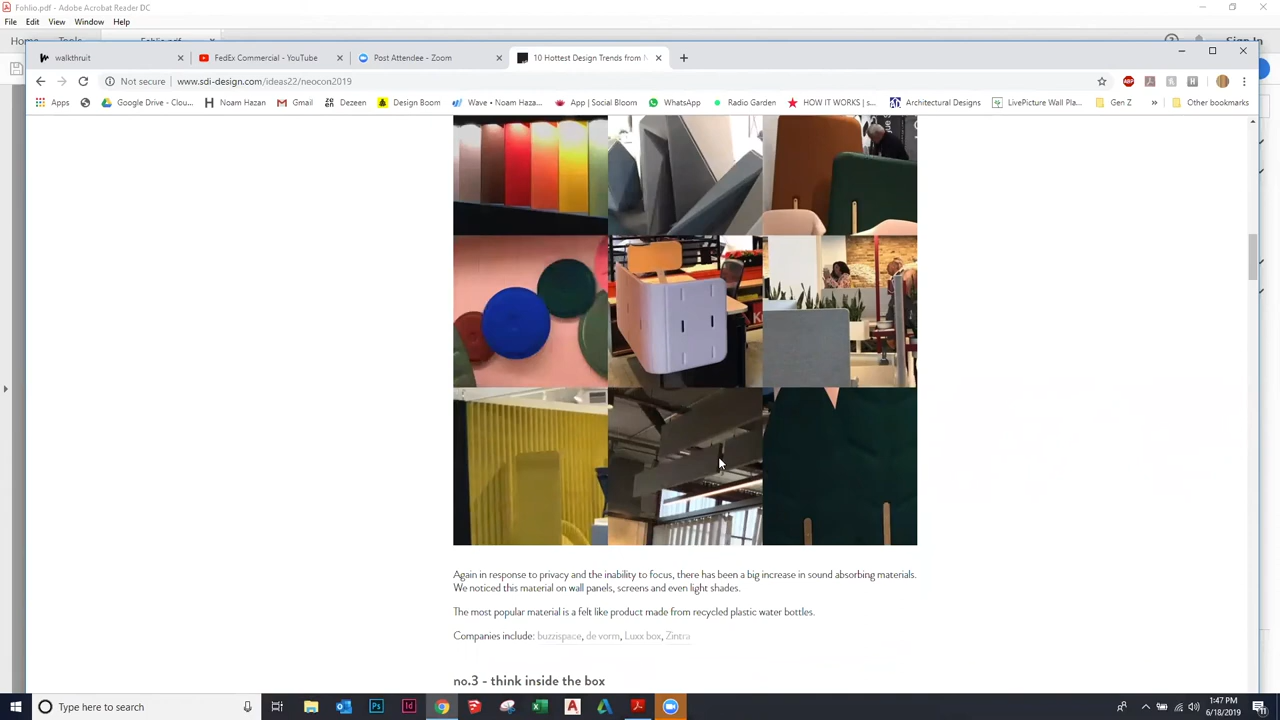 Fohlio.pdf - Adobe Acrobat Reader DC
File Edit View Window Help
walkthruit
FedEx Commercial - YouTube
Post Attendee - Zoom
10 Hottest Design Trends from N
Not secure www.sdi-design.com/ideas22/neocon2019
Apps Google Drive - Clou... Noam Hazan Gmail Dezeen Design Boom Wave • Noam Haza... App | Social Bloom WhatsApp Radio Garden HOW IT WORKS | s... Architectural Designs LivePicture Wall Pla... Gen Z » Other bookmarks
Again in response to privacy and the inability to focus, there has been a big increase in sound absorbing materials.
We noticed this material on wall panels, screens and even light shades.
The most popular material is a felt like product made from recycled plastic water bottles.
Companies include: buzzispace, de vorm, Luxx box, Zintra
no.3 - think inside the box
Type here to search
1:47 PM
6/18/2019